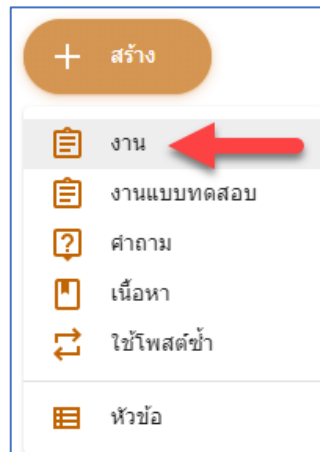 สร้าง
งาน
งานแบบทดสอบ
คำถาม
เนื้อหา
ใช้โพสต์ซ้ำ
หัวข้อ